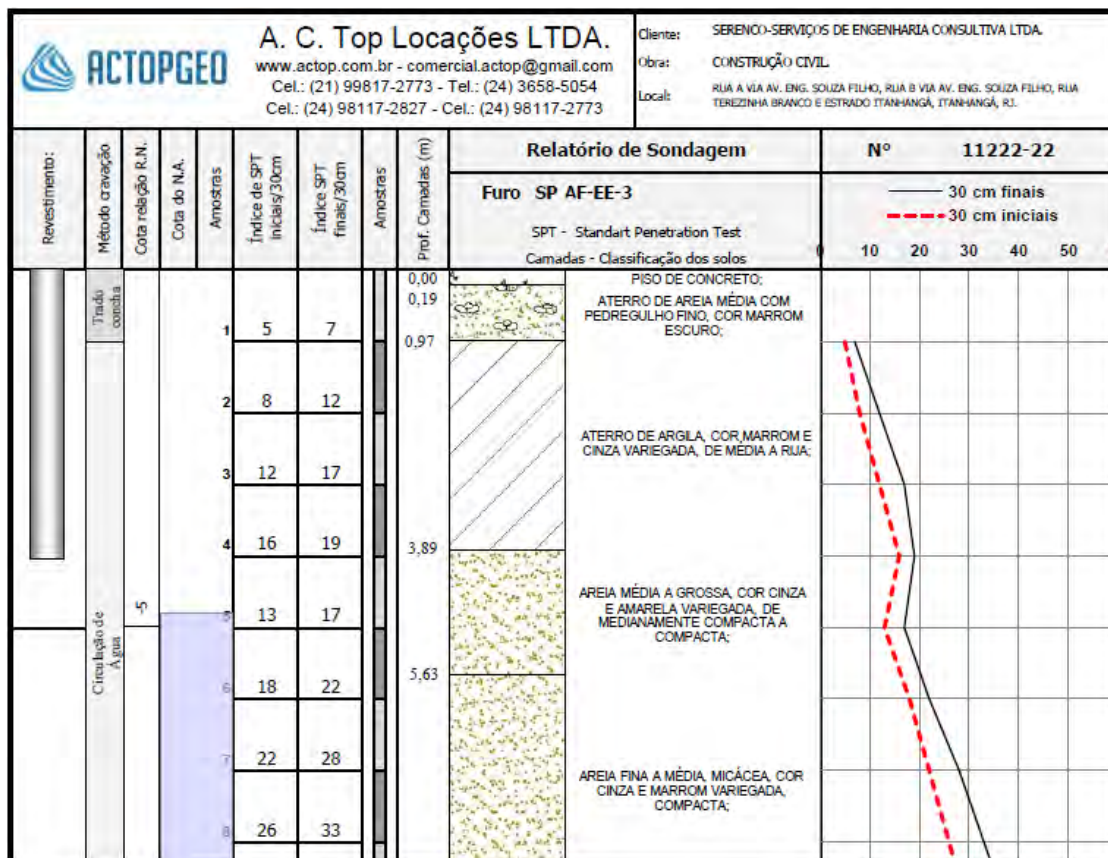 ACTOPGEO
A. C. Top Locações LTDA.
www.actop.com.br - comercial.actop@gmail.com
Cel.: (21) 99817-2773 - Tel.: (24) 3658-5054
Cel.: (24) 98117-2827 - Cel.: (24) 98117-2773
Cliente: SERENCO-SERVIÇOS DE ENGENHARIA CONSULTIVA LTDA.
Obra: CONSTRUÇÃO CIVIL.
Local: RUA A VIA AV. ENG. SOUZA FILHO, RUA B VIA AV. ENG. SOUZA FILHO, RUA
TEREZINHA BRANCO E ESTRADO ITANHANGÁ, ITANHANGÁ, RJ.
Revestimento:
Método cravação
Cota relação R.N.
Cota do N.A.
Amostras
Índice de SPT
iniciais/30cm
Índice SPT
finais/30cm
Amostras
Prof. Camadas (m)
Relatório de Sondagem
Nº 11222-22
Furo SP AF-EE-3
SPT - Standart Penetration Test
Camadas - Classificação dos solos
30 cm finais
30 cm iniciais
0 10 20 30 40 50
Trado
concha
0,00
PISO DE CONCRETO;
0,19
ATERRO DE AREIA MÉDIA COM
PEDREGULHO FINO, COR MARROM
ESCURO;
1 5 7
0,97
2 8 12
ATERRO DE ARGILA, COR MARROM E
CINZA VARIEGADA, DE MÉDIA A RIJA;
3 12 17
4 16 19
3,89
AREIA MÉDIA A GROSSA, COR CINZA
E AMARELA VARIEGADA, DE
MEDIANAMENTE COMPACTA A
COMPACTA;
Circulação de
Água
-5
5 13 17
5,63
6 18 22
7 22 28
AREIA FINA A MÉDIA, MICÁCEA, COR
CINZA E MARROM VARIEGADA,
COMPACTA;
8 26 33